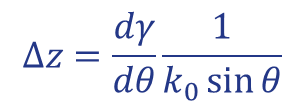 Δz = dγ/dθ 1/(k₀ sin θ)